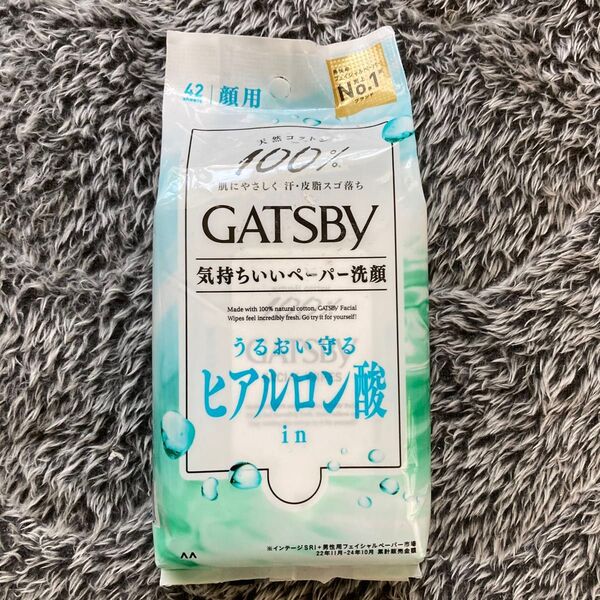 42
sheets
顔用
No.1
天然コットン
100%
肌にやさしく 汗・皮脂スゴ落ち
GATSBY
気持ちいいペーパー洗顔
Made with 100% natural cotton, GATSBY Facial
Wipes feel incredibly fresh. Go try it for yourself!
うるおい守る
ヒアルロン酸
in
※インテージSRI+男性用フェイシャルペーパー市場
22年11月-24年10月 累計販売金額